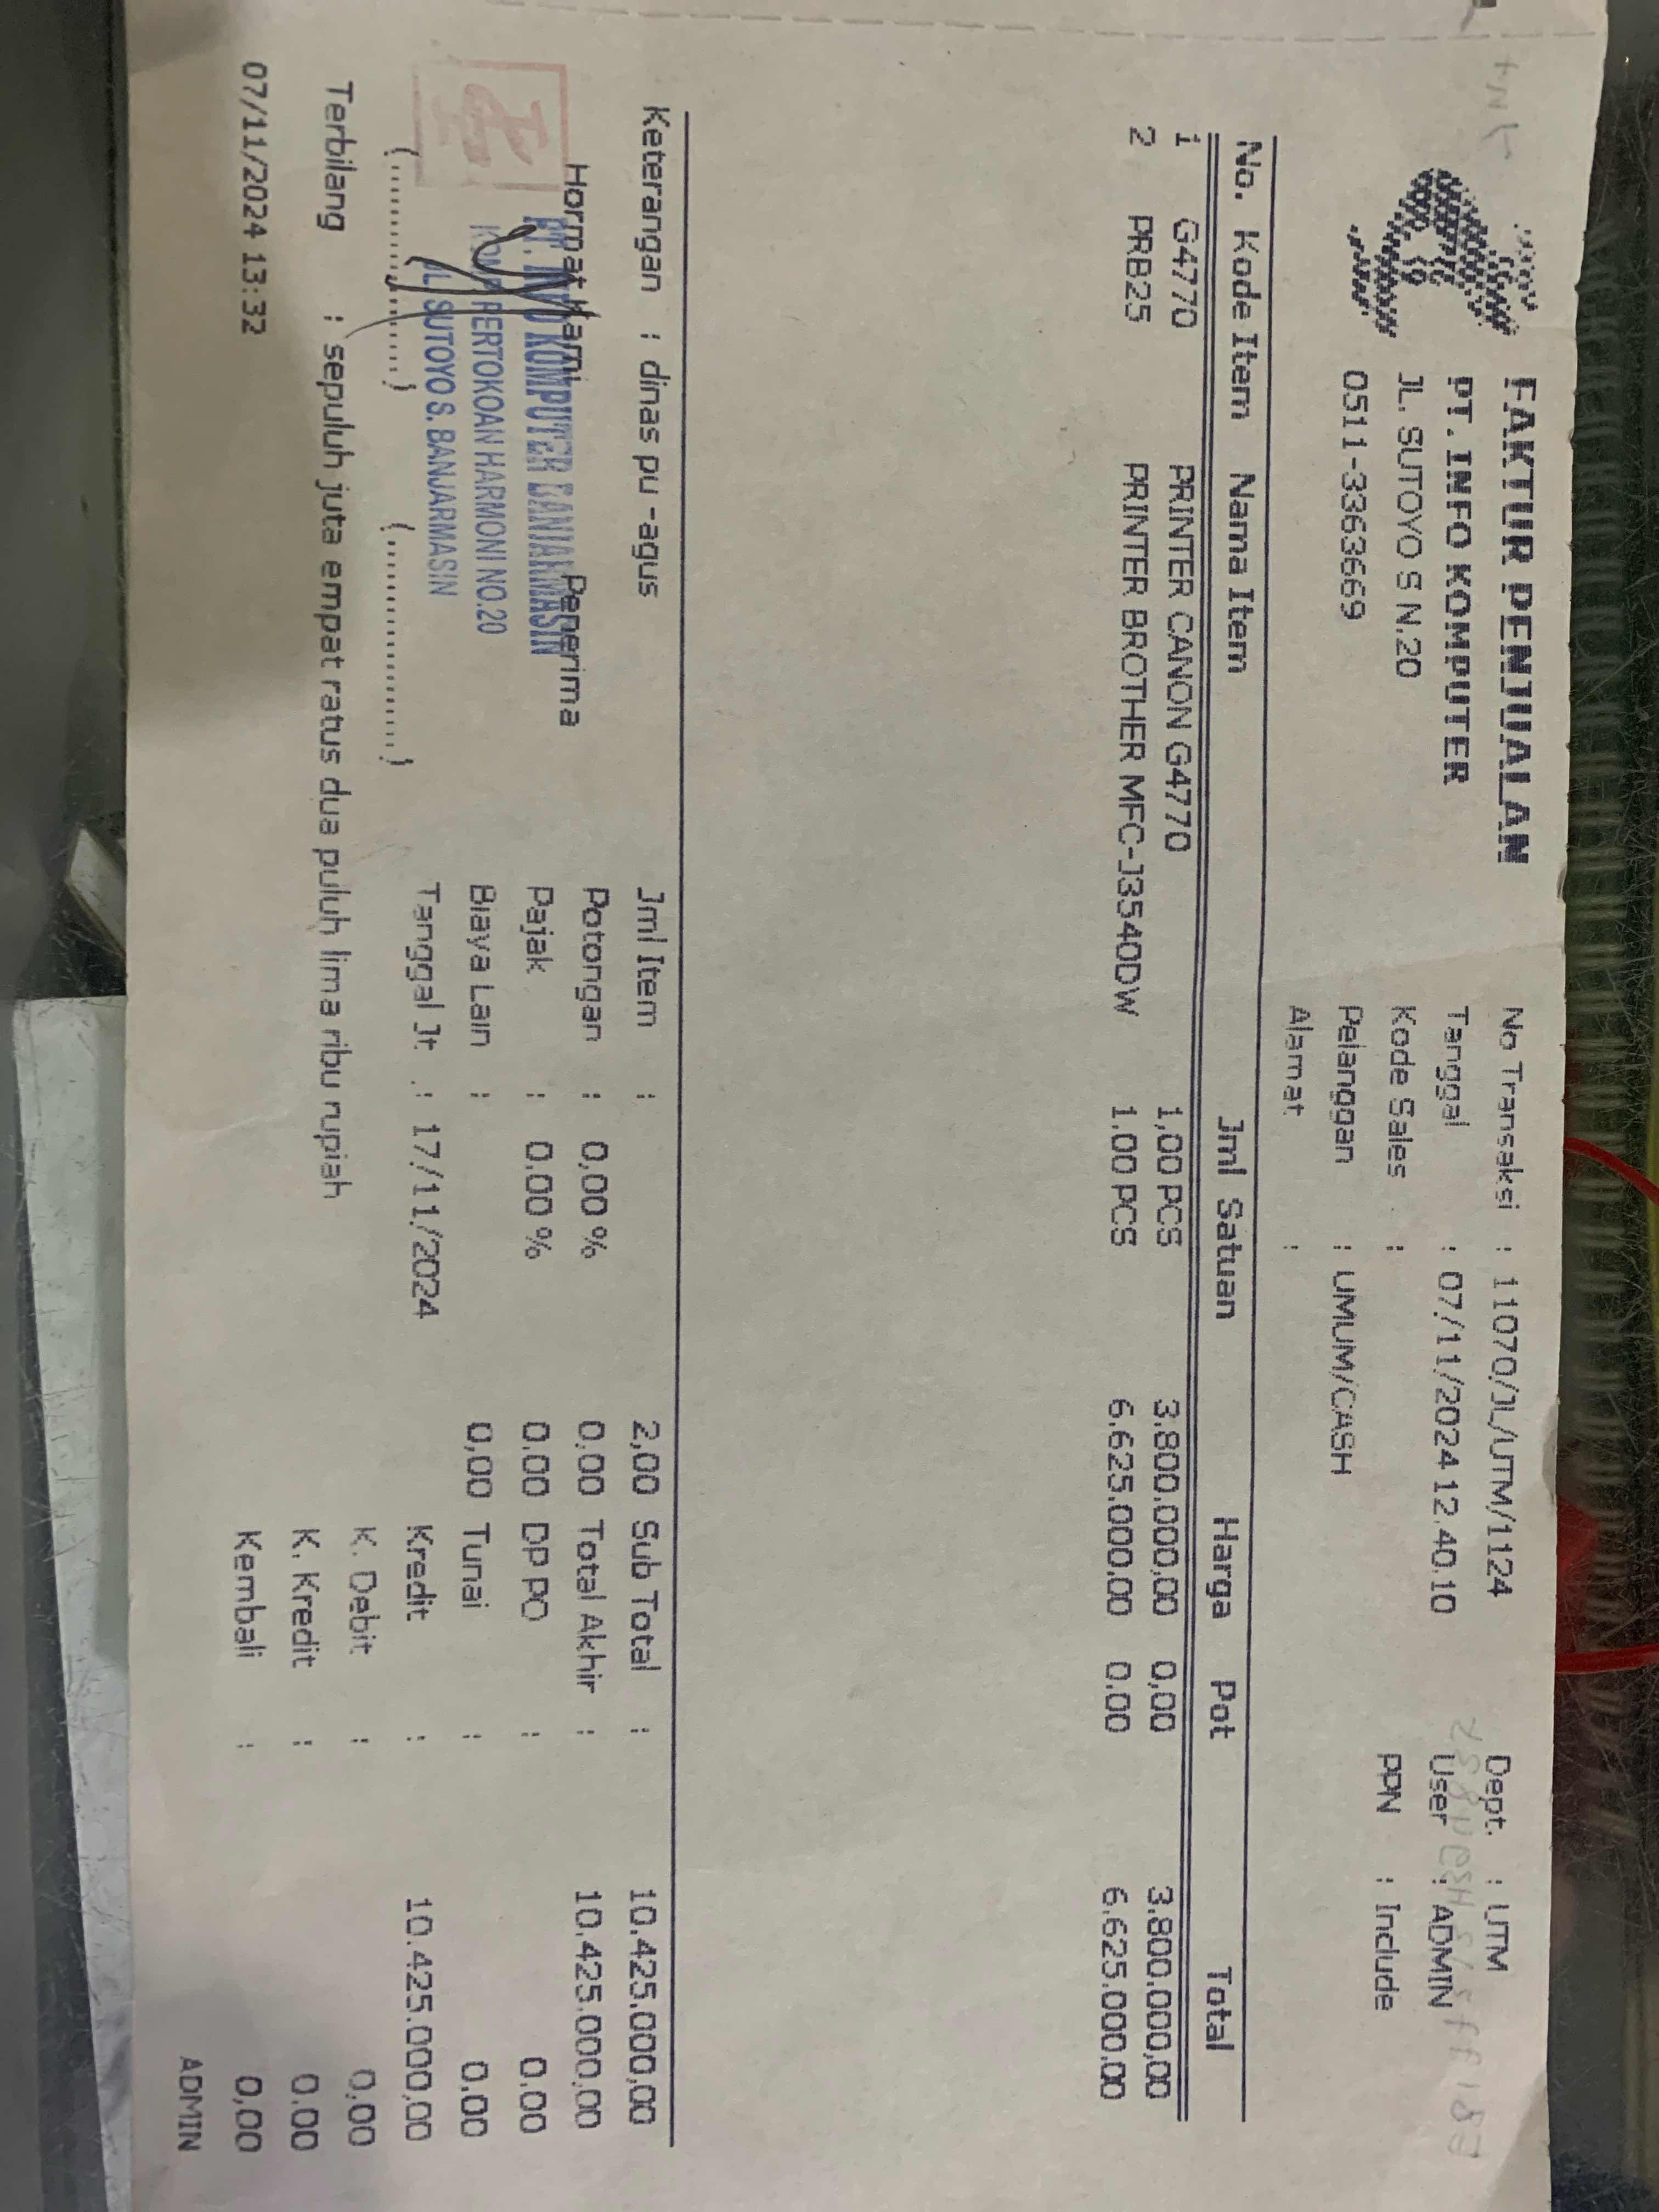 FAKTUR PENJUALAN
PT. INFO KOMPUTER
JL. SUTOYO S N.20
0511-3363669
No Transaksi : 11070/JL/UTM/1124
Tanggal : 07/11/2024 12.40.10
Kode Sales :
Pelanggan : UMUM/CASH
Alamat :
Dept. : UTM
User : ADMIN
PPN : Include
No. Kode Item Nama Item Jml Satuan Harga Pot Total
1 G4770 PRINTER CANON G4770 1,00 PCS 3.800.000,00 0,00 3.800.000,00
2 PRB25 PRINTER BROTHER MFC-J3540DW 1,00 PCS 6.625.000,00 0,00 6.625.000,00
Keterangan : dinas pu -agus
Hormat Kami
Penerima
PT. INFO KOMPUTER BANJARMASIN
KOMP PERTOKOAN HARMONI NO.20
JL SUTOYO S. BANJARMASIN
(................) (................)
Jml Item : 2,00
Potongan : 0,00 % 0,00
Pajak : 0,00 % 0,00
Biaya Lain : 0,00
Tanggal Jt. : 17/11/2024
Sub Total : 10.425.000,00
Total Akhir : 10.425.000,00
DP PO : 0,00
Tunai : 0,00
Kredit : 10.425.000,00
K. Debit : 0,00
K. Kredit : 0,00
Kembali : 0,00
Terbilang : sepuluh juta empat ratus dua puluh lima ribu rupiah
07/11/2024 13:32
ADMIN